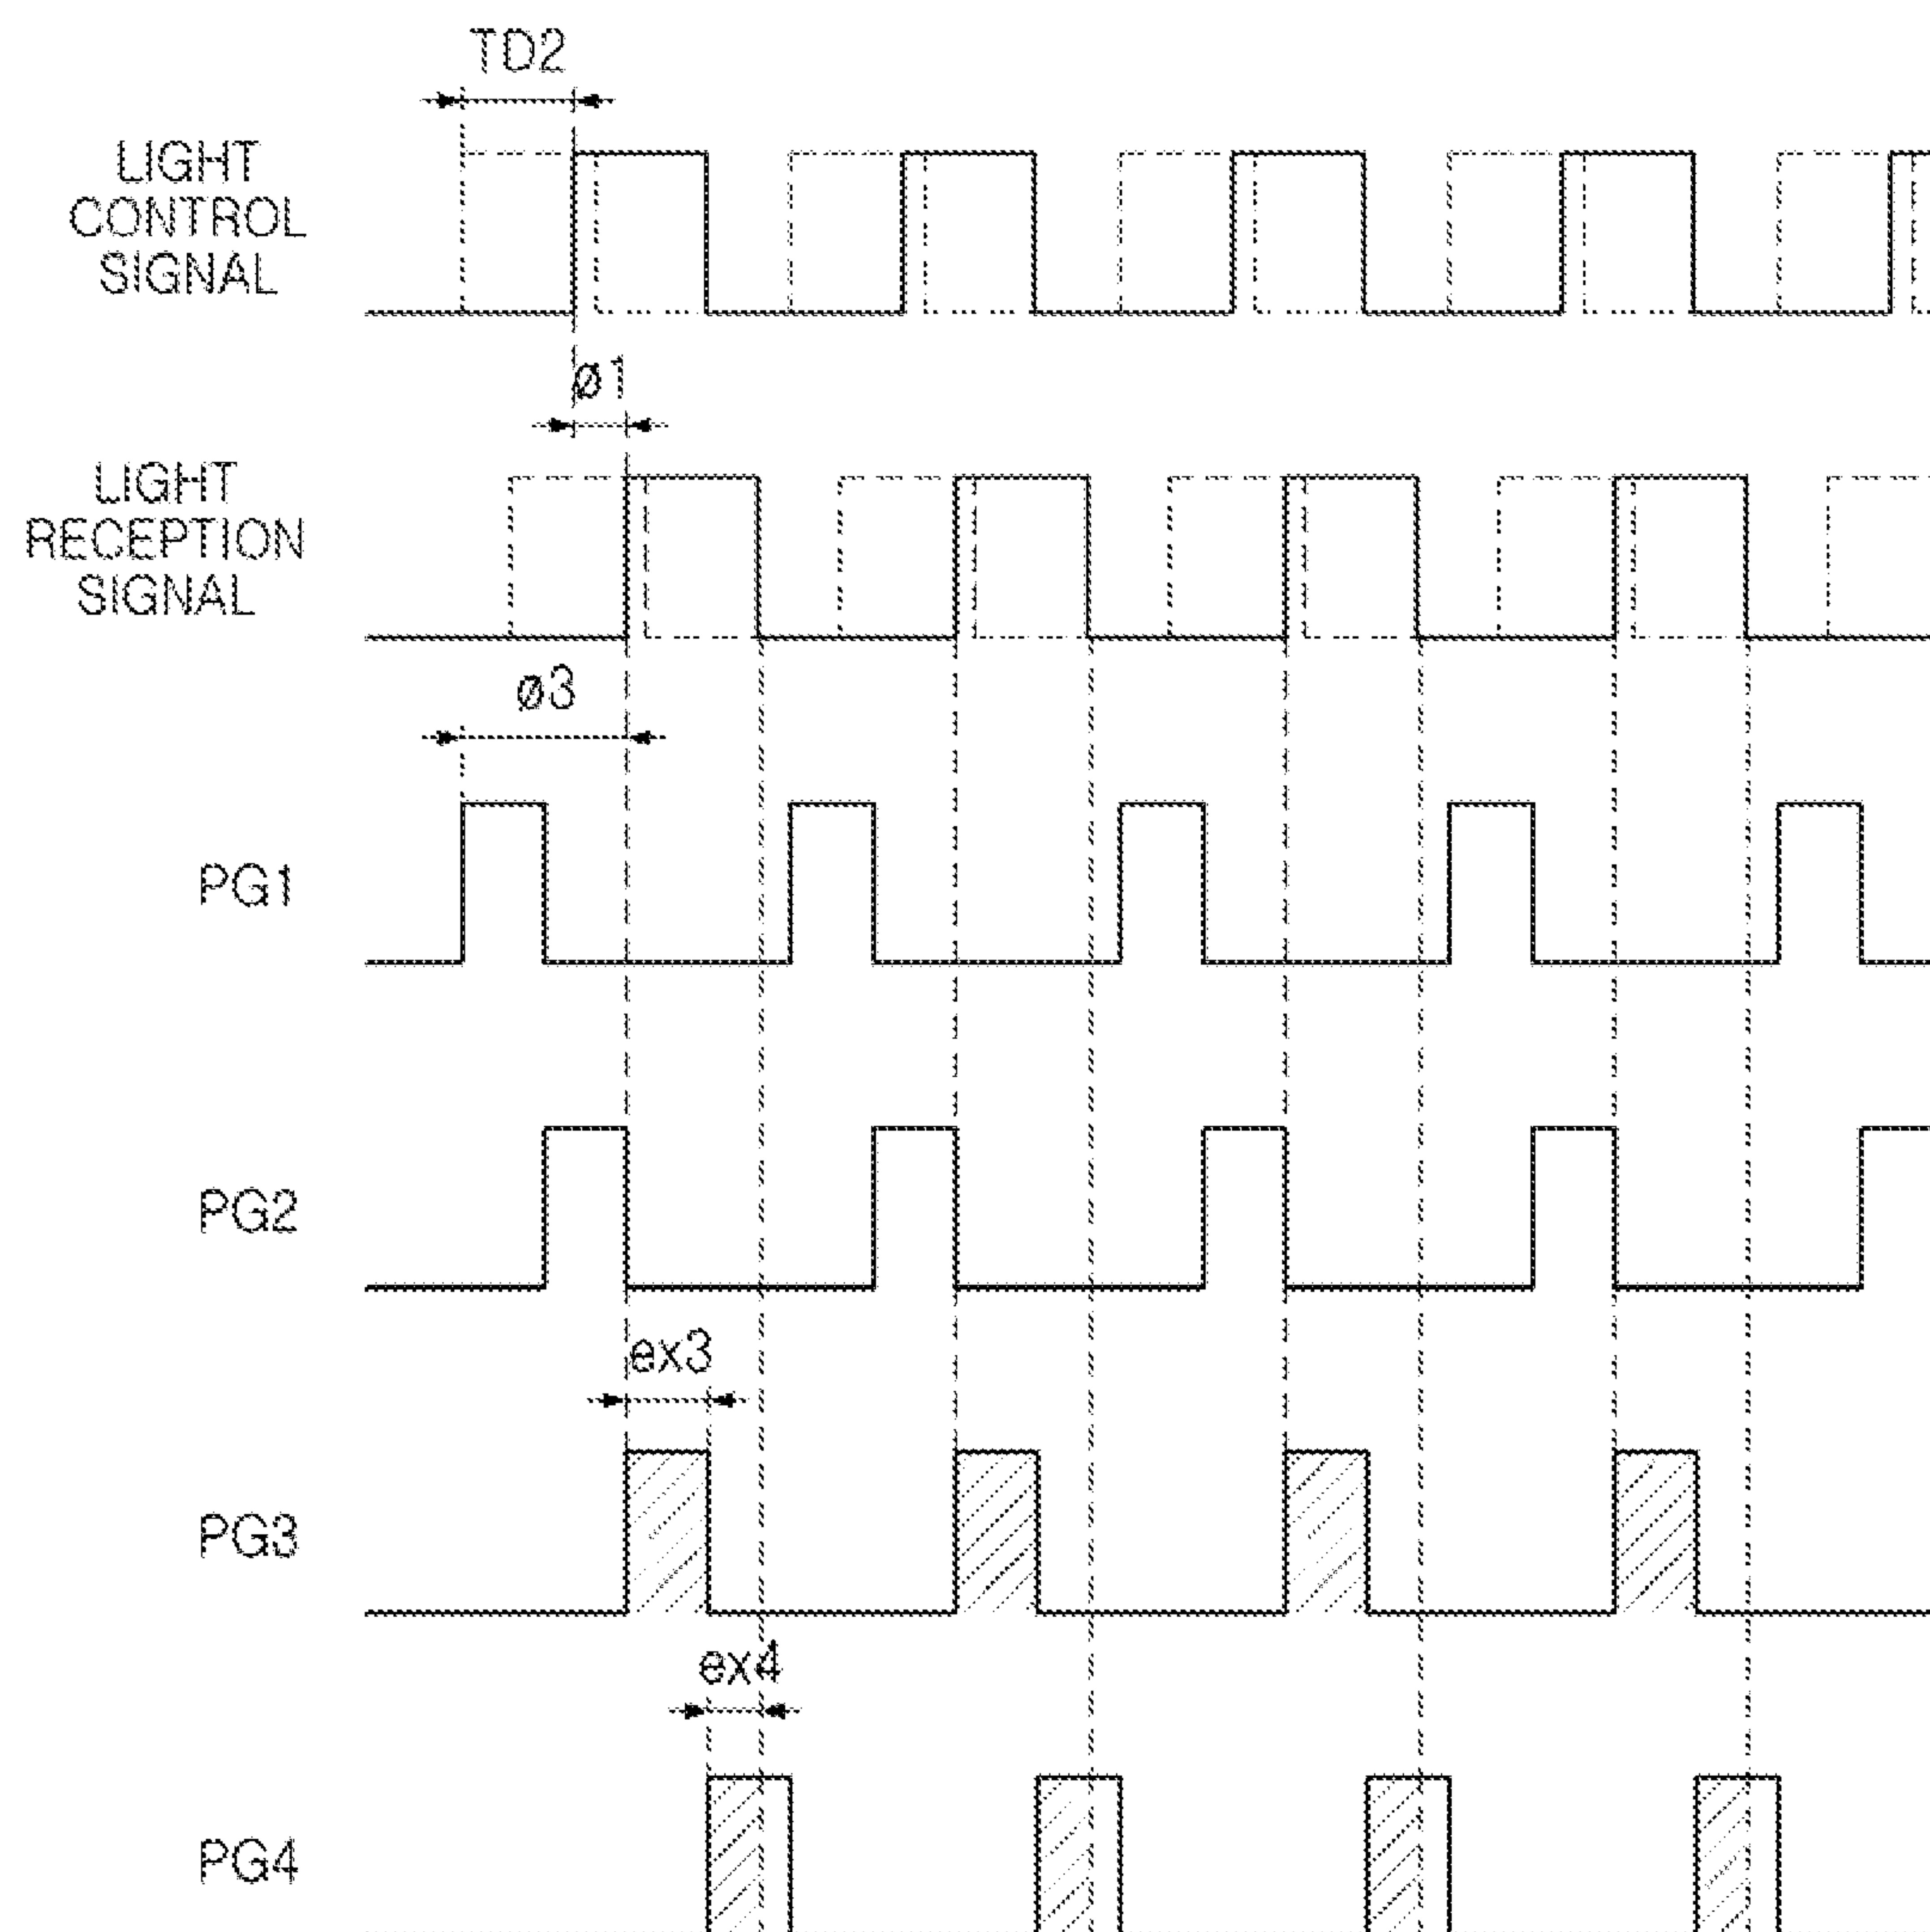 TD2
LIGHT
CONTROL
SIGNAL
ø1
LIGHT
RECEPTION
SIGNAL
ø3
PG1
PG2
ex3
PG3
ex4
PG4